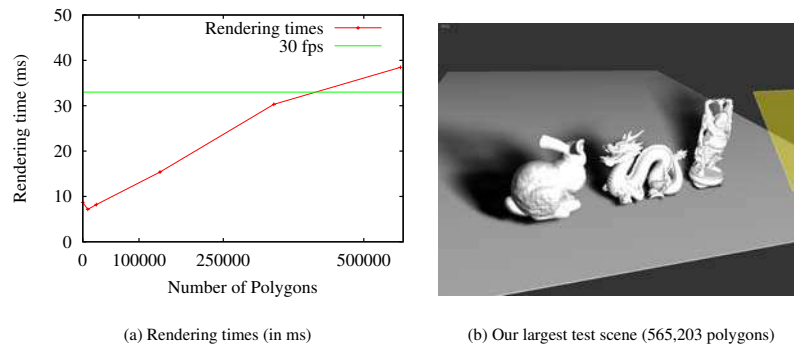 50
40
30
20
10
0
Rendering time (ms)
Rendering times
30 fps
0 100000 250000 500000
Number of Polygons
(a) Rendering times (in ms)
(b) Our largest test scene (565,203 polygons)